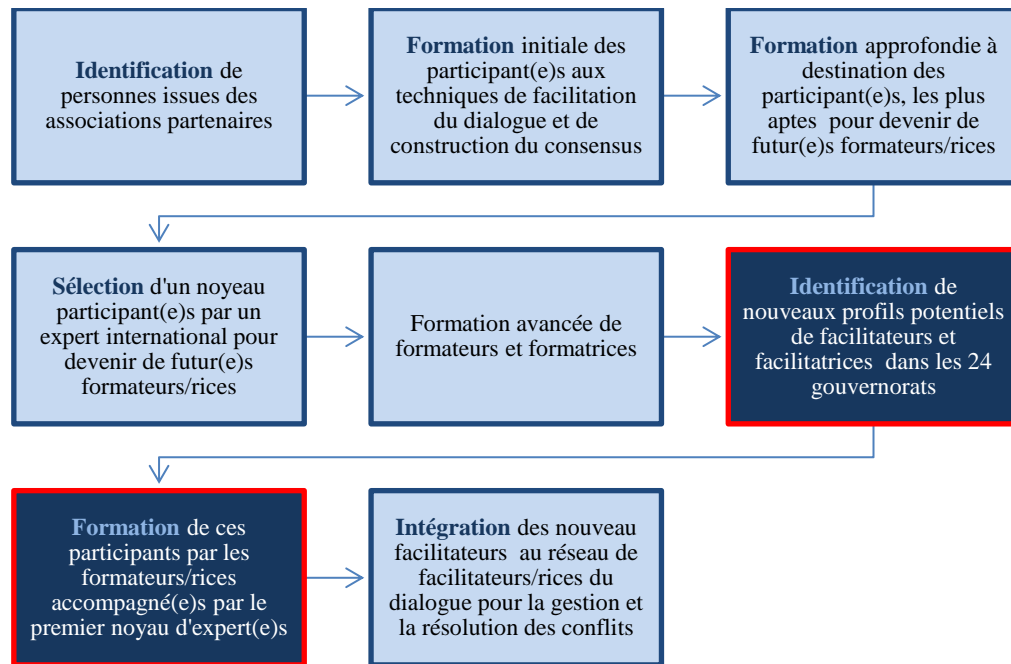 Identification de
personnes issues des
associations partenaires
Formation initiale des
participant(e)s aux
techniques de facilitation
du dialogue et de
construction du consensus
Formation approfondie à
destination des
participant(e)s, les plus
aptes pour devenir de
futur(e)s formateurs/rices
Sélection d'un noyeau
participant(e)s par un
expert international pour
devenir de futur(e)s
formateurs/rices
Formation avancée de
formateurs et formatrices
Identification de
nouveaux profils potentiels
de facilitateurs et
facilitatrices dans les 24
gouvernorats
Formation de ces
participants par les
formateurs/rices
accompagné(e)s par le
premier noyau d'expert(e)s
Intégration des nouveau
facilitateurs au réseau de
facilitateurs/rices du
dialogue pour la gestion et
la résolution des conflits